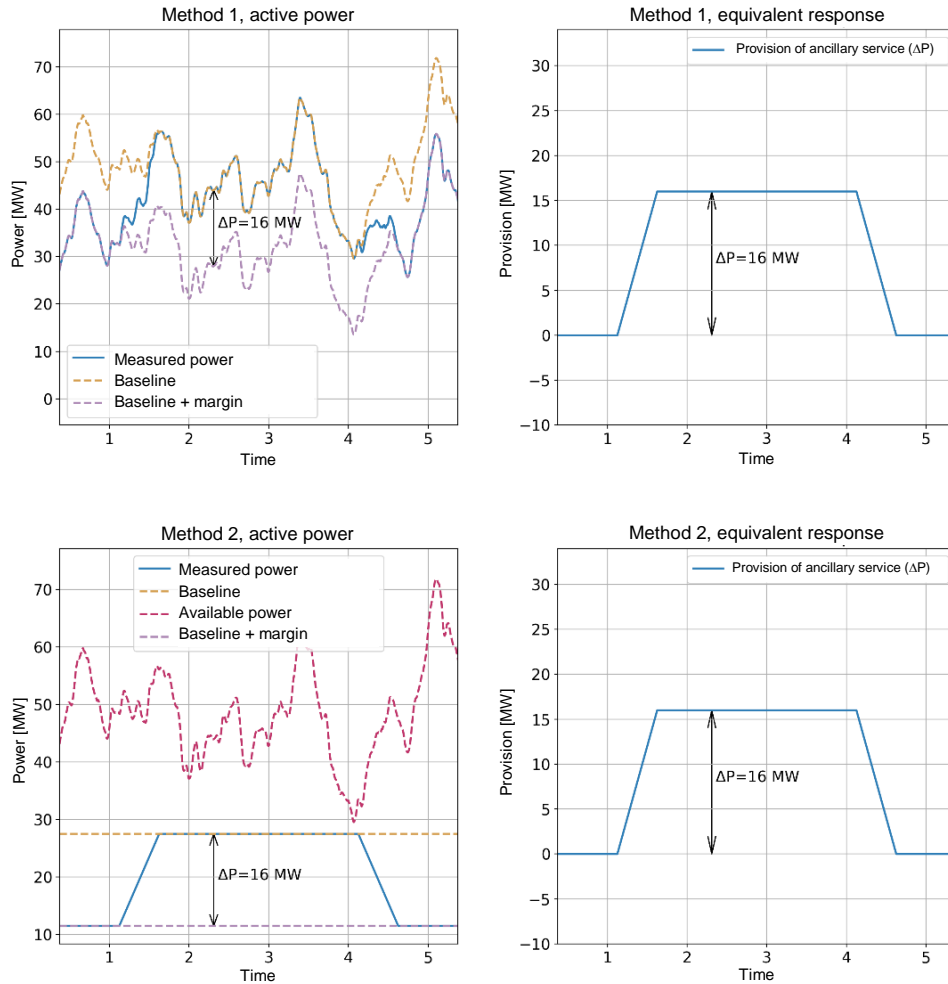 Method 1, active power
Power [MW]
70
60
50
40
30
20
10
0
ΔP=16 MW
Measured power
Baseline
Baseline + margin
1 2 3 4 5
Time
Method 1, equivalent response
Provision [MW]
30
25
20
15
10
5
0
−5
−10
Provision of ancillary service (ΔP)
ΔP=16 MW
1 2 3 4 5
Time
Method 2, active power
Power [MW]
70
60
50
40
30
20
10
Measured power
Baseline
Available power
Baseline + margin
ΔP=16 MW
1 2 3 4 5
Time
Method 2, equivalent response
Provision [MW]
30
25
20
15
10
5
0
−5
−10
Provision of ancillary service (ΔP)
ΔP=16 MW
1 2 3 4 5
Time